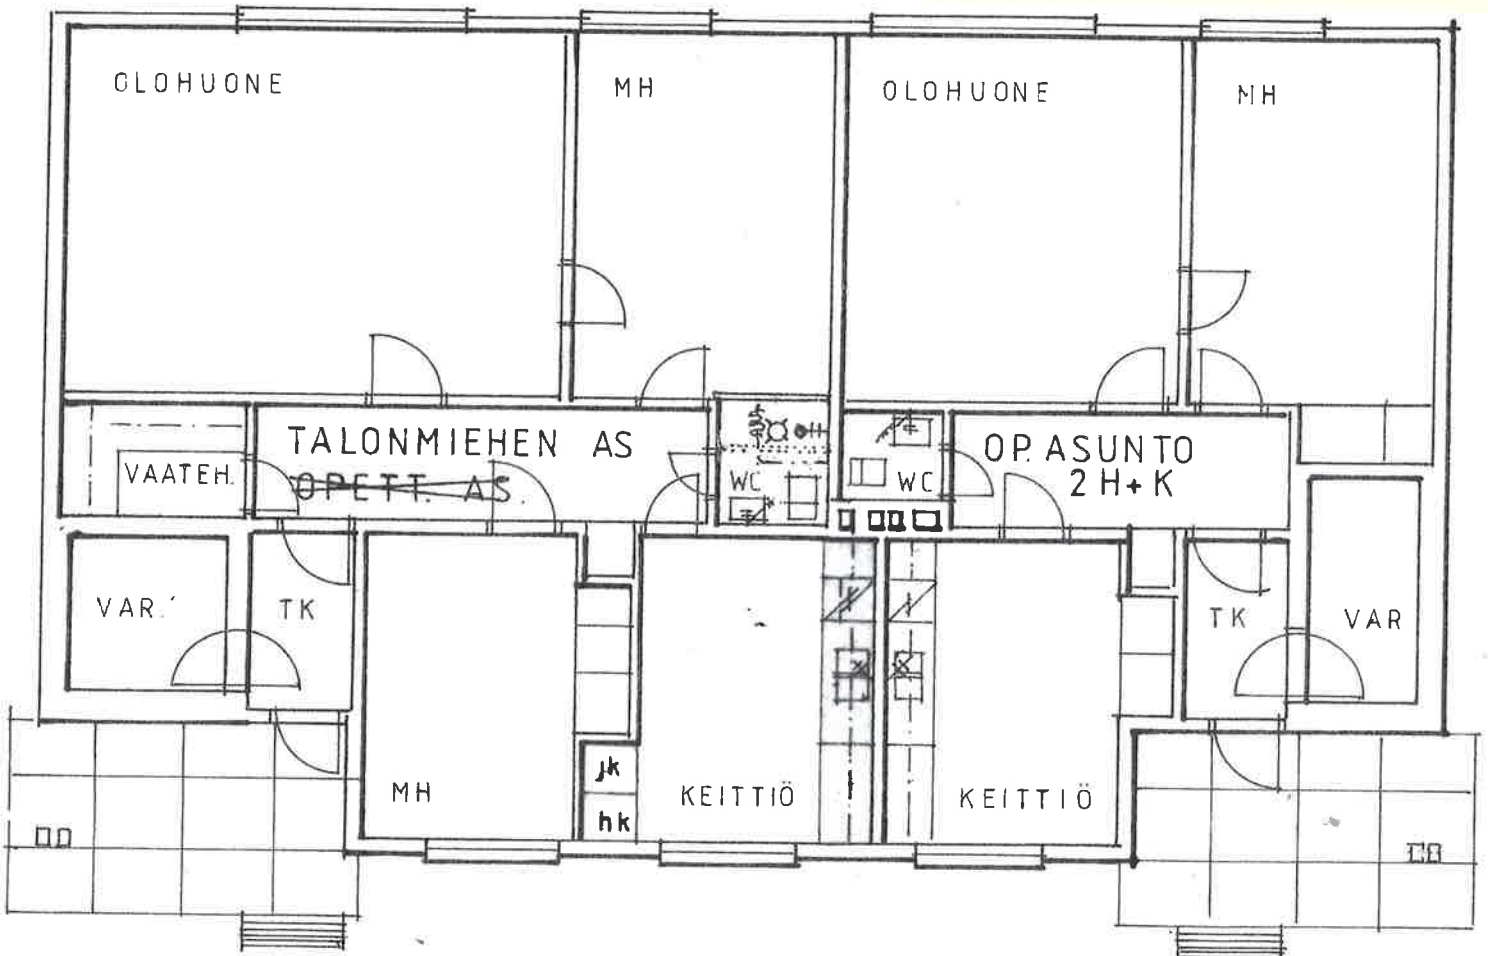 OLOHUONE
MH
OLOHUONE
MH
TALONMIEHEN AS
OPETT. AS.
VAATEH.
WC
WC
OP. ASUNTO
2 H + K
VAR.
TK
TK
VAR
MH
jk
hk
KEITTIÖ
KEITTIÖ